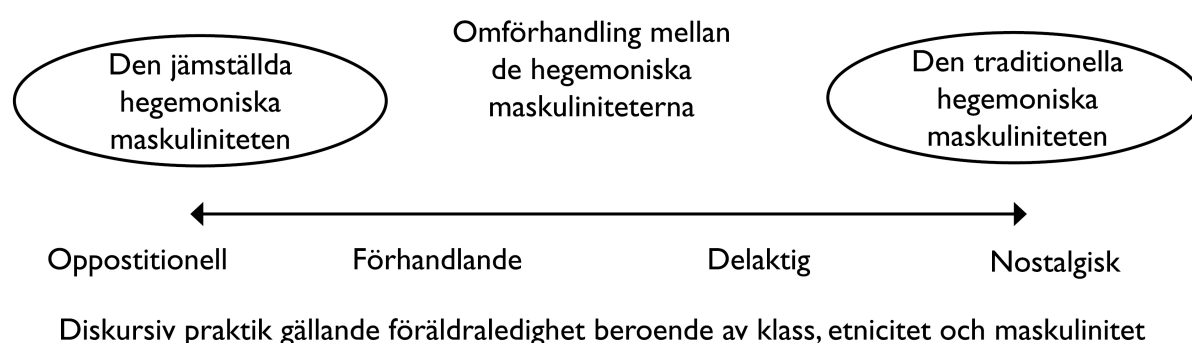 Den jämställda
hegemoniska
maskuliniteten
Omförhandling mellan
de hegemoniska
maskuliniteterna
Den traditionella
hegemoniska
maskuliniteten
Oppostitionell Förhandlande Delaktig Nostalgisk
Diskursiv praktik gällande föräldraledighet beroende av klass, etnicitet och maskulinitet